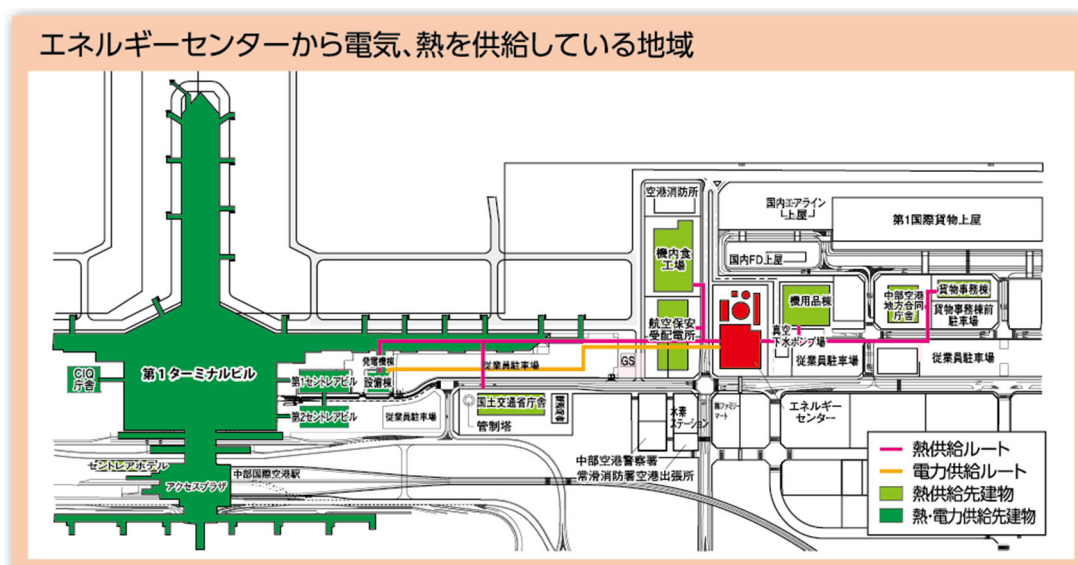 エネルギーセンターから電気、熱を供給している地域
空港消防所
国内エアライン
上屋
第1国際貨物上屋
機内食
工場
国内FD上屋
機用品棟
中部空港
地方合同
庁舎
貨物事務棟
貨物事務棟前
駐車場
航空保安
受配電所
真空
下水ポンプ場
従業員駐車場
従業員駐車場
CIQ
庁舎
第1ターミナルビル
発電機棟
設備棟
従業員駐車場
GS
第1セントレアビル
第2セントレアビル
従業員駐車場
国土交通省庁舎
管制塔
水素
ステーション
㈱ファミリー
マート
エネルギー
センター
中部空港警察署
常滑消防署空港出張所
セントレアホテル
中部国際空港駅
アクセスプラザ
熱供給ルート
電力供給ルート
熱供給先建物
熱・電力供給先建物